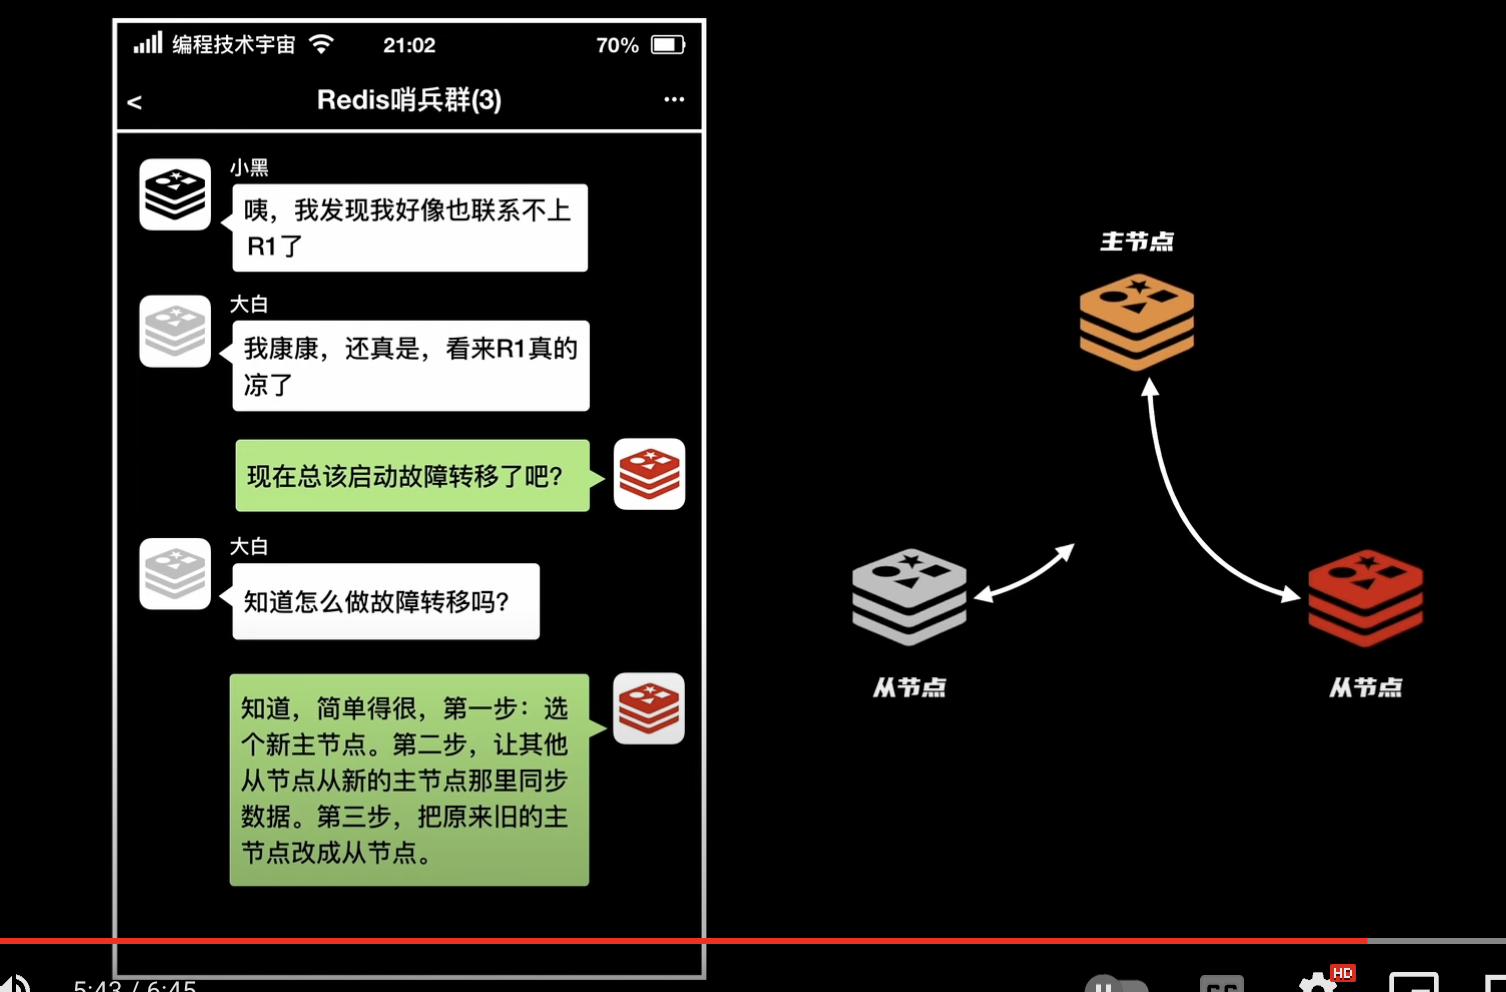 编程技术宇宙 21:02 70%
< Redis哨兵群(3) ···
小黑
咦，我发现我好像也联系不上
R1了
大白
我康康，还真是，看来R1真的
凉了
现在总该启动故障转移了吧？
大白
知道怎么做故障转移吗？
知道，简单得很，第一步：选
个新主节点。第二步，让其他
从节点从新的主节点那里同步
数据。第三步，把原来旧的主
节点改成从节点。
主节点
从节点
从节点
5:43 / 6:45
HD